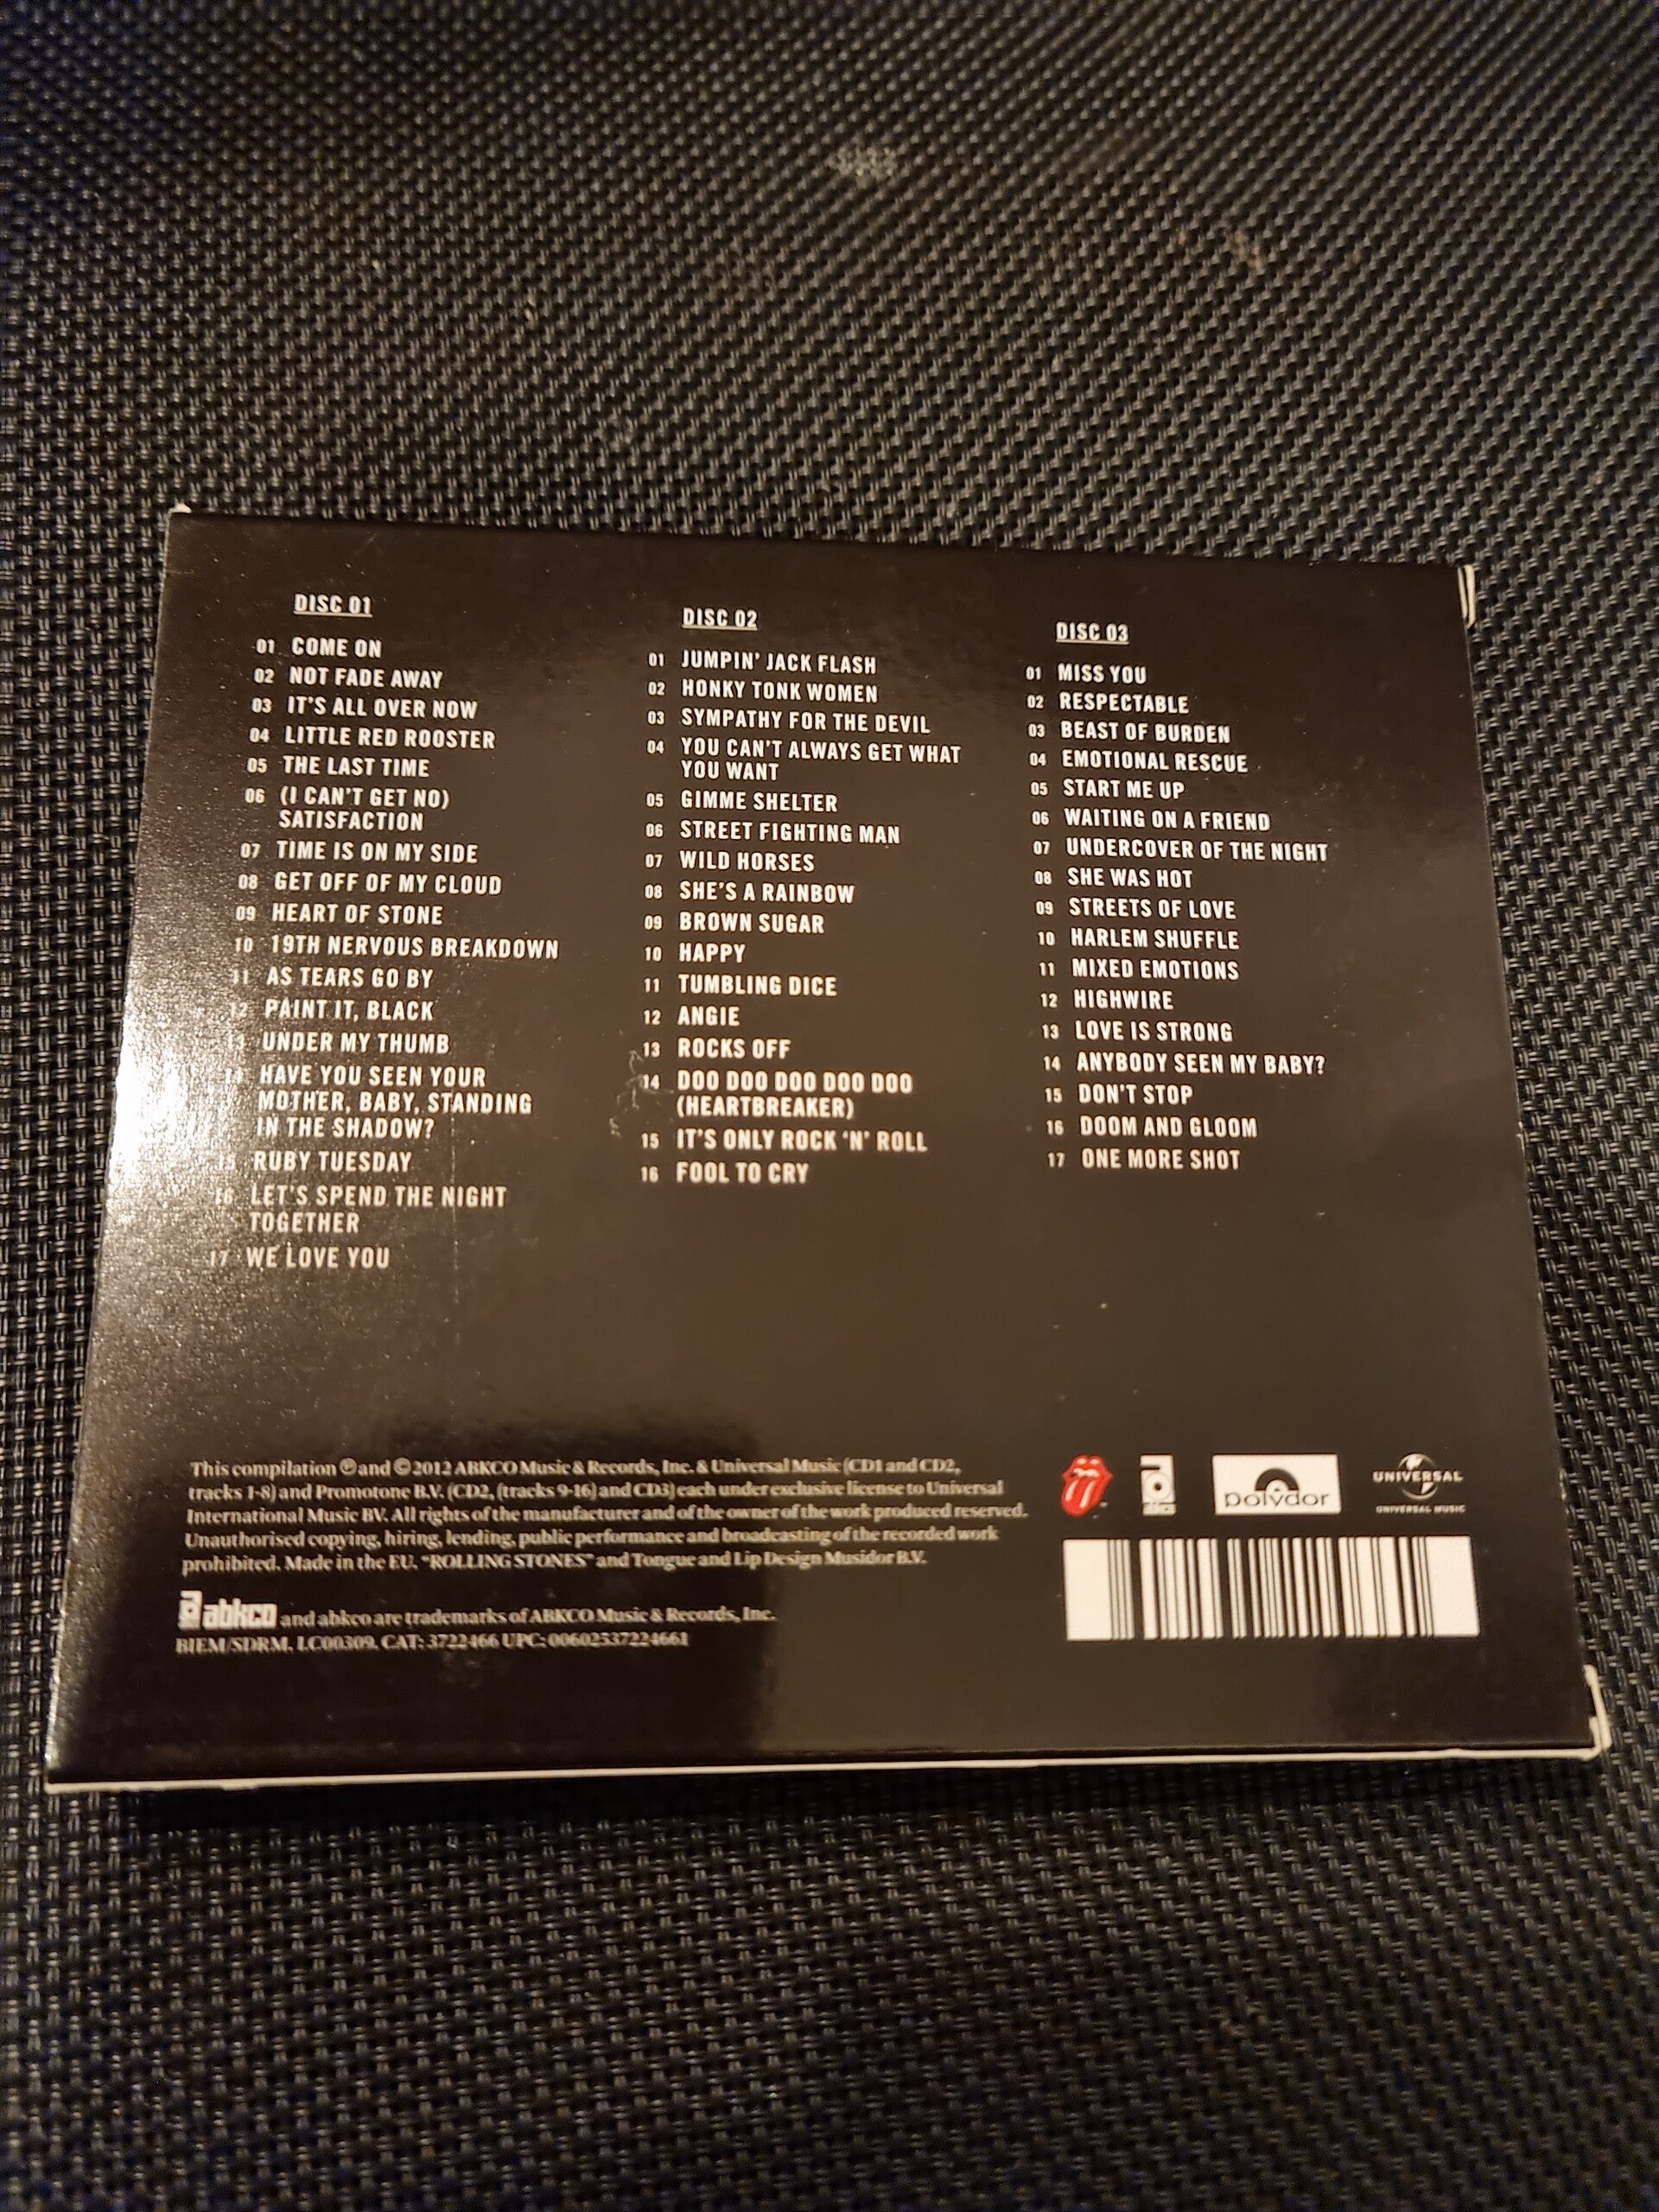 DISC 01
01 COME ON
02 NOT FADE AWAY
03 IT'S ALL OVER NOW
04 LITTLE RED ROOSTER
05 THE LAST TIME
06 (I CAN'T GET NO)
SATISFACTION
07 TIME IS ON MY SIDE
08 GET OFF OF MY CLOUD
09 HEART OF STONE
10 19TH NERVOUS BREAKDOWN
11 AS TEARS GO BY
12 PAINT IT, BLACK
13 UNDER MY THUMB
14 HAVE YOU SEEN YOUR
MOTHER, BABY, STANDING
IN THE SHADOW?
15 RUBY TUESDAY
16 LET'S SPEND THE NIGHT
TOGETHER
17 WE LOVE YOU
DISC 02
01 JUMPIN' JACK FLASH
02 HONKY TONK WOMEN
03 SYMPATHY FOR THE DEVIL
04 YOU CAN'T ALWAYS GET WHAT
YOU WANT
05 GIMME SHELTER
06 STREET FIGHTING MAN
07 WILD HORSES
08 SHE'S A RAINBOW
09 BROWN SUGAR
10 HAPPY
11 TUMBLING DICE
12 ANGIE
13 ROCKS OFF
14 DOO DOO DOO DOO DOO
(HEARTBREAKER)
15 IT'S ONLY ROCK 'N' ROLL
16 FOOL TO CRY
DISC 03
01 MISS YOU
02 RESPECTABLE
03 BEAST OF BURDEN
04 EMOTIONAL RESCUE
05 START ME UP
06 WAITING ON A FRIEND
07 UNDERCOVER OF THE NIGHT
08 SHE WAS HOT
09 STREETS OF LOVE
10 HARLEM SHUFFLE
11 MIXED EMOTIONS
12 HIGHWIRE
13 LOVE IS STRONG
14 ANYBODY SEEN MY BABY?
15 DON'T STOP
16 DOOM AND GLOOM
17 ONE MORE SHOT
This compilation ℗ and © 2012 ABKCO Music & Records, Inc. & Universal Music (CD1 and CD2,
tracks 1-8) and Promotone B.V. (CD2, (tracks 9-16) and CD3) each under exclusive license to Universal
International Music BV. All rights of the manufacturer and of the owner of the work produced reserved.
Unauthorised copying, hiring, lending, public performance and broadcasting of the recorded work
prohibited. Made in the EU. "ROLLING STONES" and Tongue and Lip Design Musidor B.V.
abkco and abkco are trademarks of ABKCO Music & Records, Inc.
BIEM/SDRM. LC00309. CAT: 3722466 UPC: 00602537224661
abkco
polydor
UNIVERSAL
UNIVERSAL MUSIC